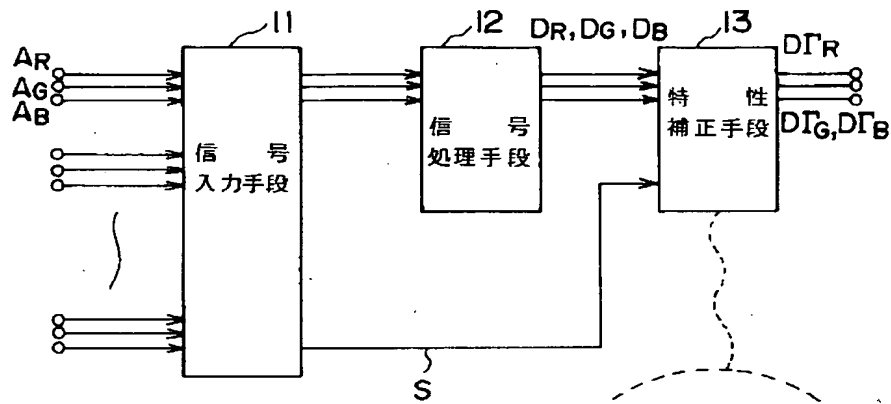 11
12
DR, DG, DB
13
DΓR
AR
AG
AB
信号
入力手段
信号
処理手段
特性
補正手段
DΓG, DΓB
S